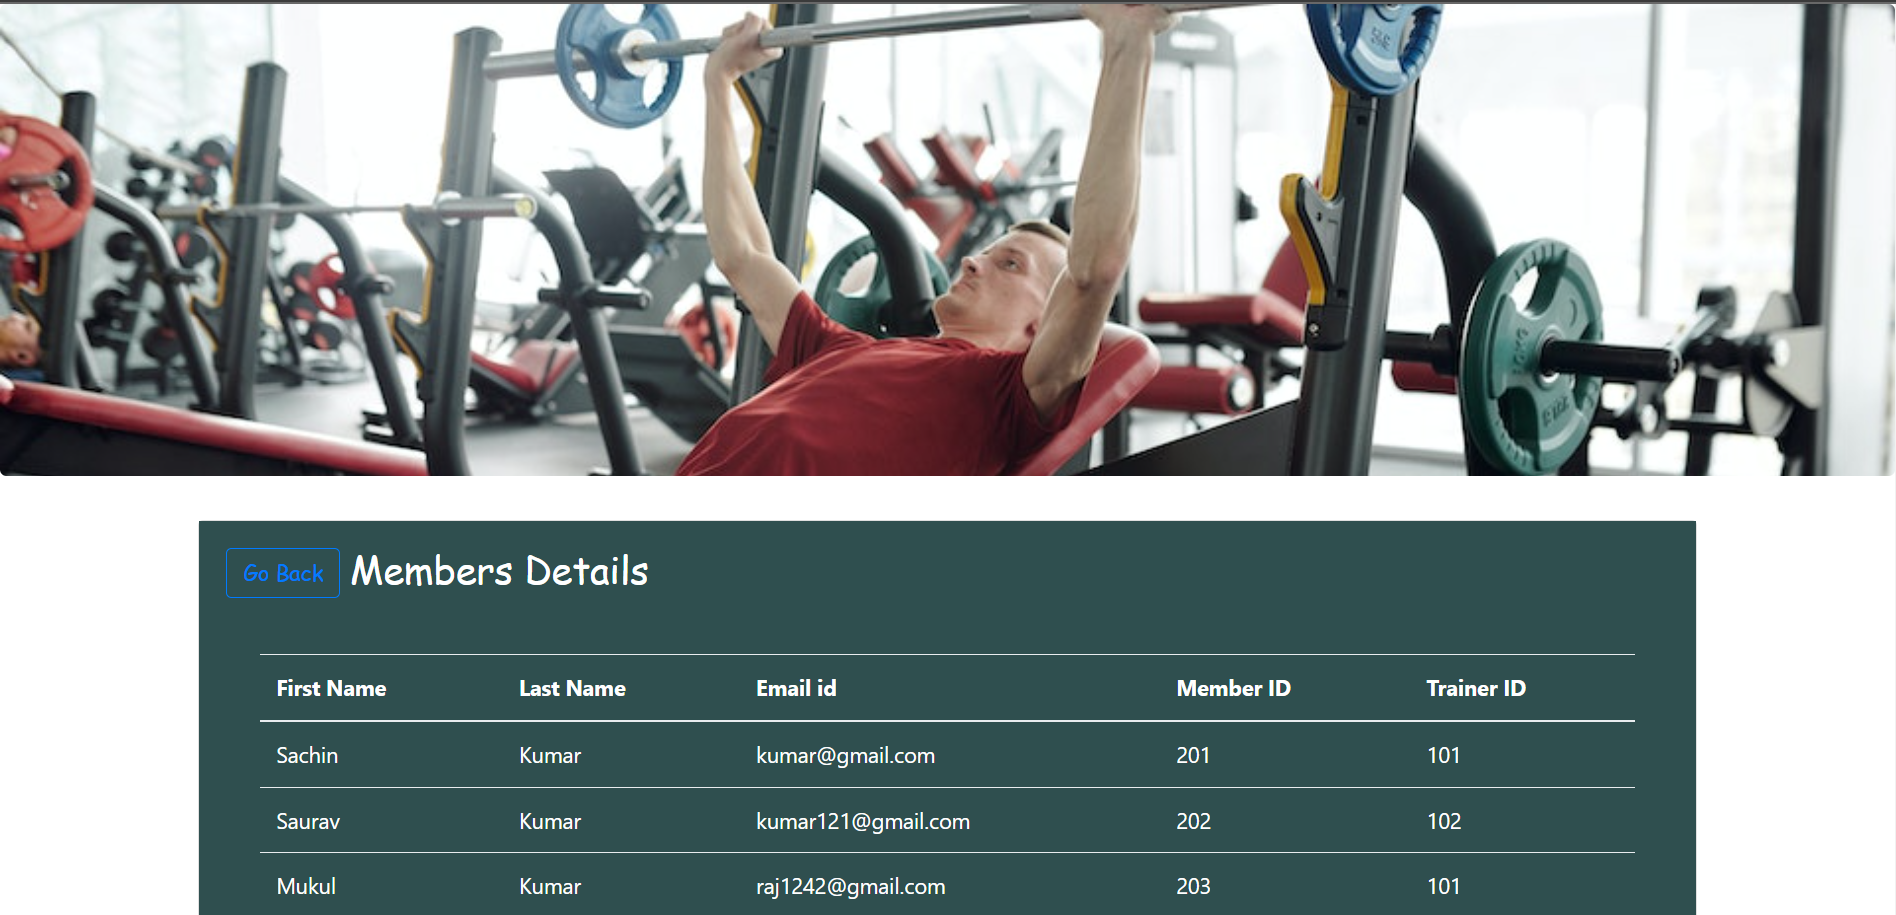 Go Back Members Details
First Name Last Name Email id Member ID Trainer ID
Sachin Kumar kumar@gmail.com 201 101
Saurav Kumar kumar121@gmail.com 202 102
Mukul Kumar raj1242@gmail.com 203 101